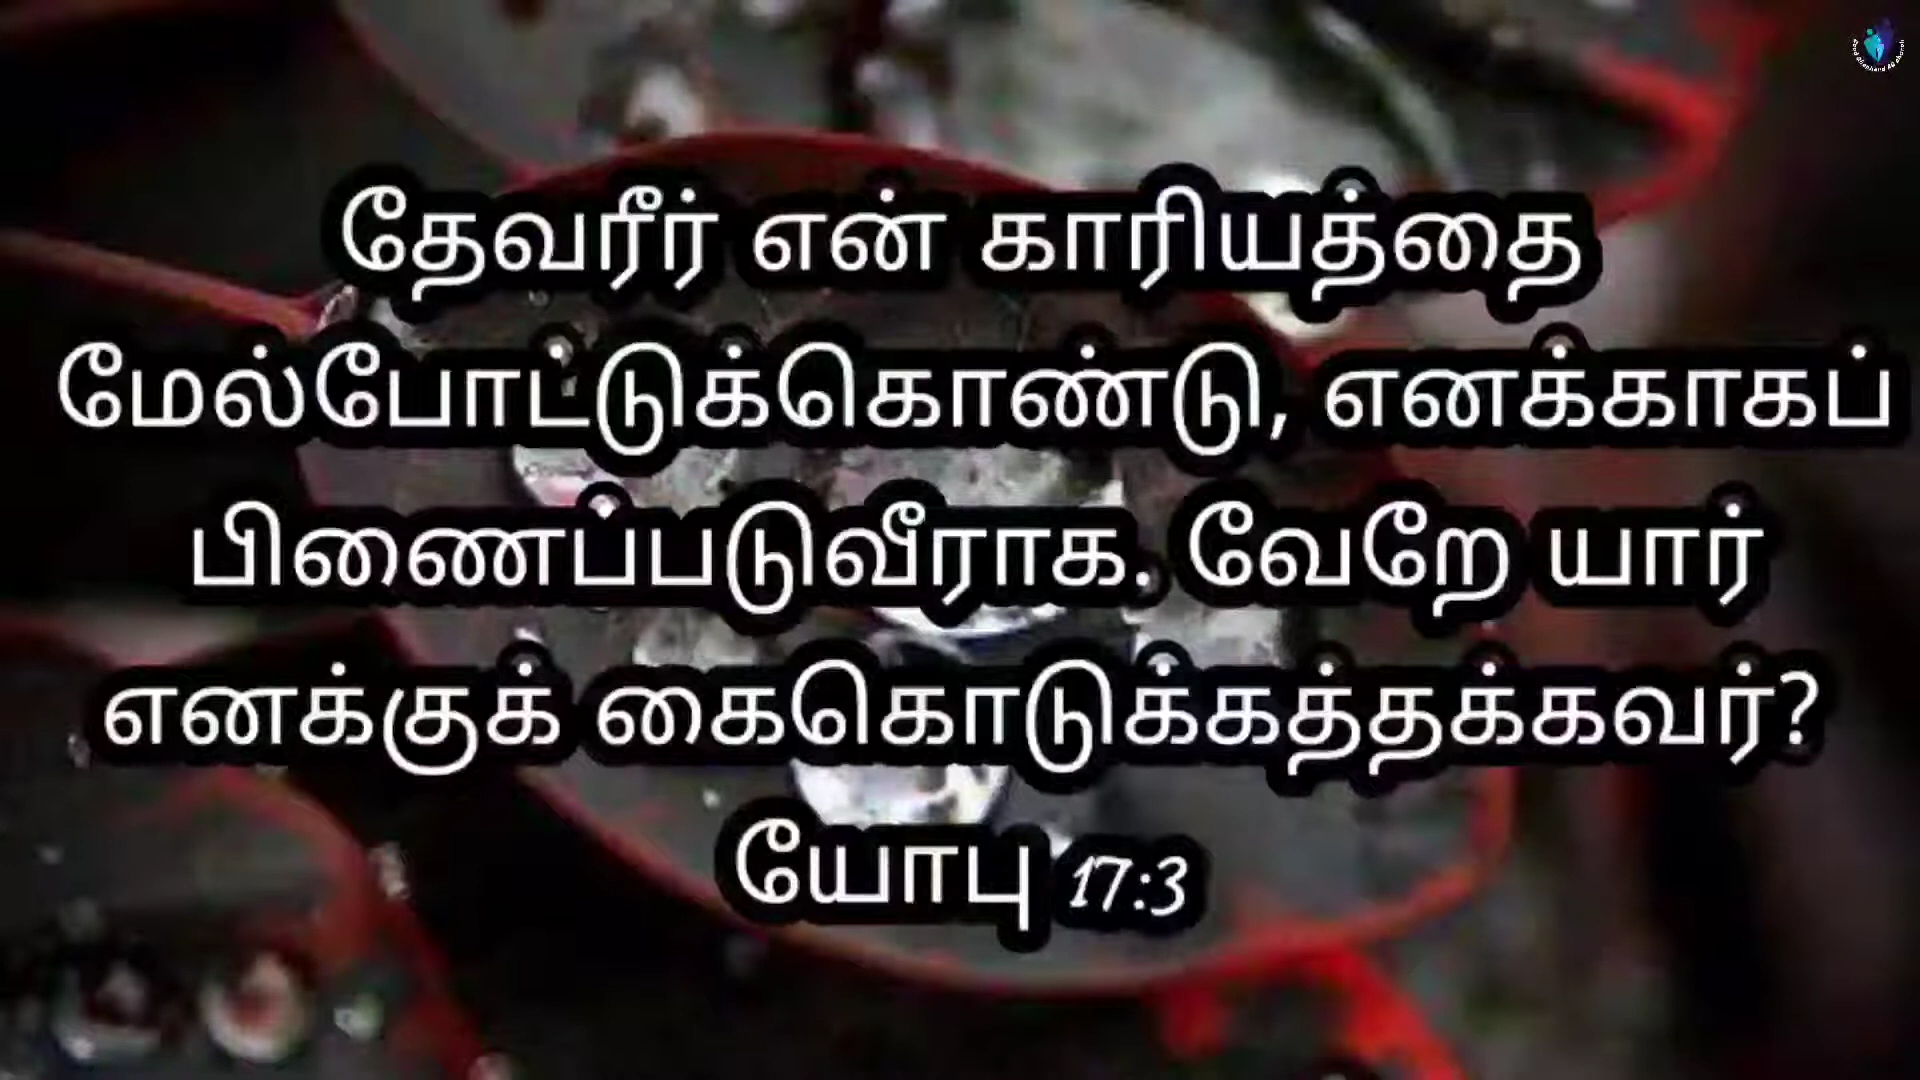 தேவரீர் என் காரியத்தை
மேல்போட்டுக்கொண்டு, எனக்காகப்
பிணைப்படுவீராக. வேறே யார்
எனக்குக் கைகொடுக்கத்தக்கவர்?
யோபு 17:3